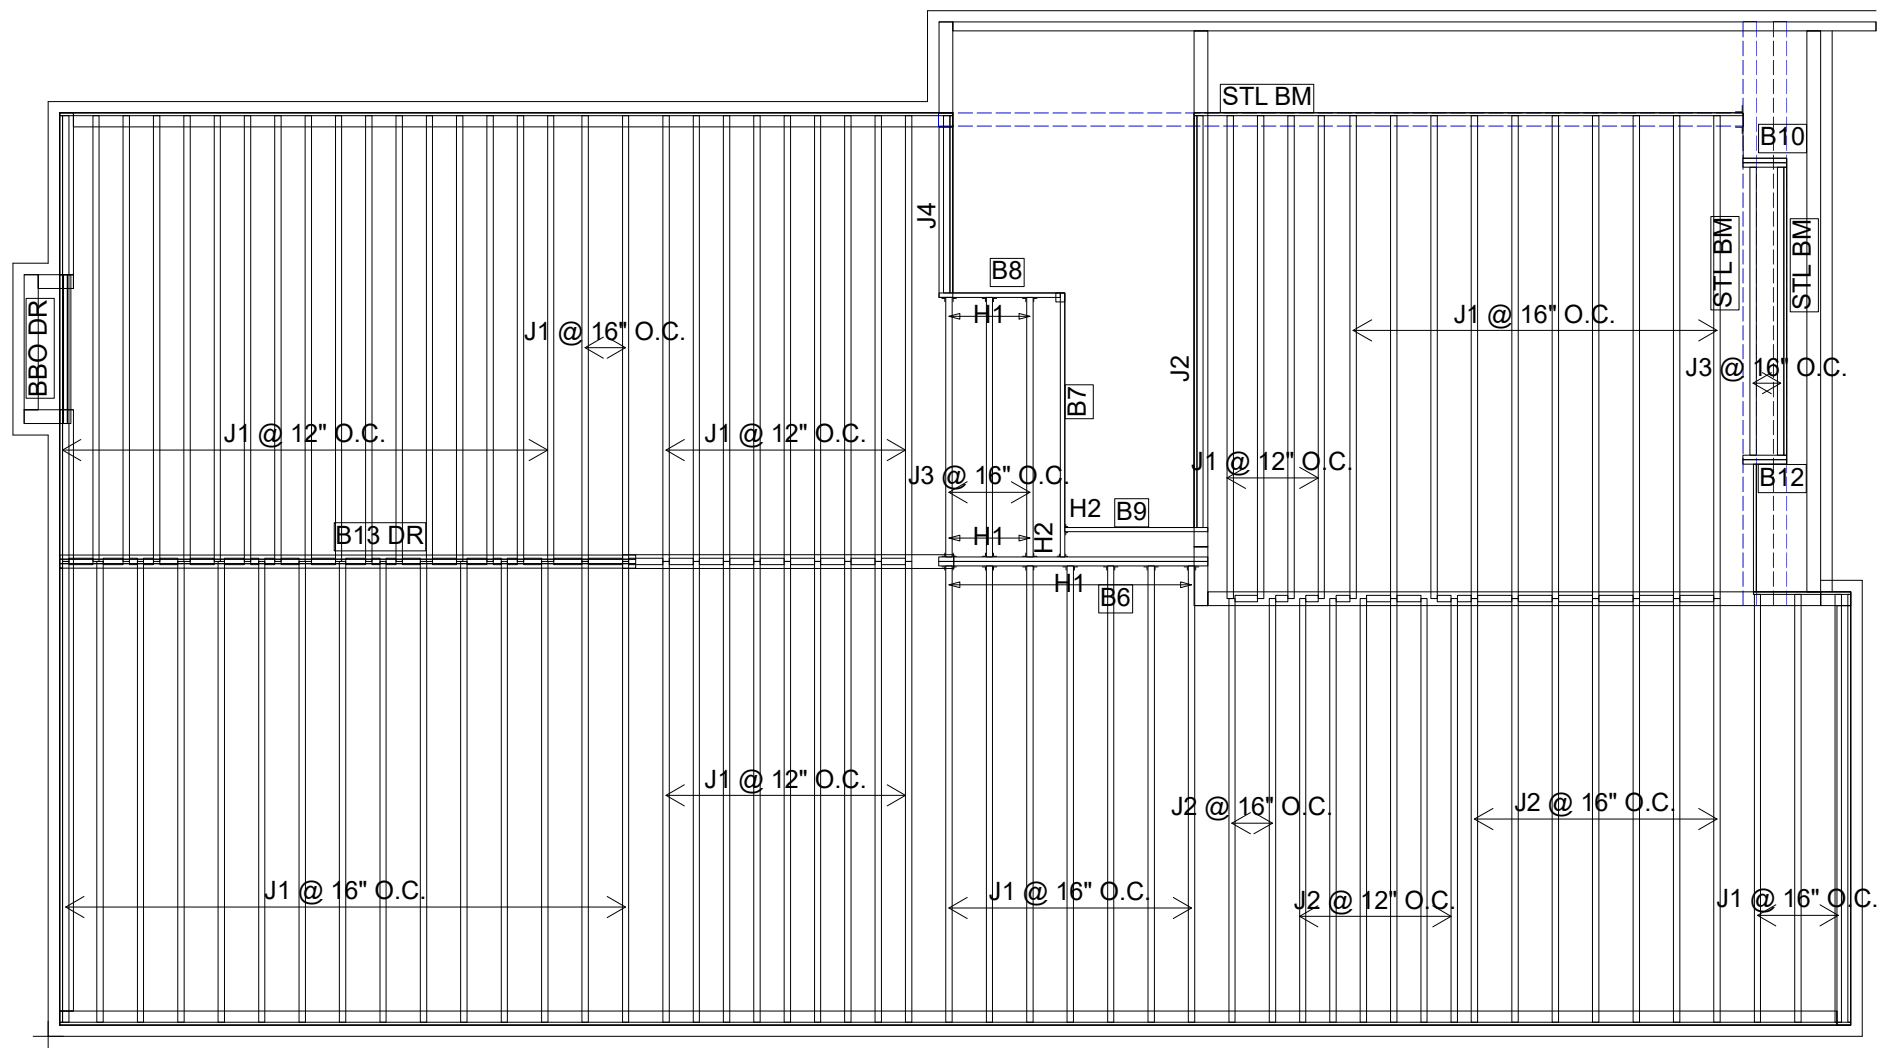 STL BM
B10
J4
STL BM
STL BM
B8
H1
J1 @ 16" O.C.
J1 @ 16" O.C.
BBO DR
J2
J3 @ 16" O.C.
B7
J1 @ 12" O.C.
J1 @ 12" O.C.
J1 @ 12" O.C.
J3 @ 16" O.C.
B12
H2
B9
B13 DR
H1
H2
H1
B6
J1 @ 12" O.C.
J2 @ 16" O.C.
J2 @ 16" O.C.
J1 @ 16" O.C.
J1 @ 16" O.C.
J2 @ 12" O.C.
J1 @ 16" O.C.